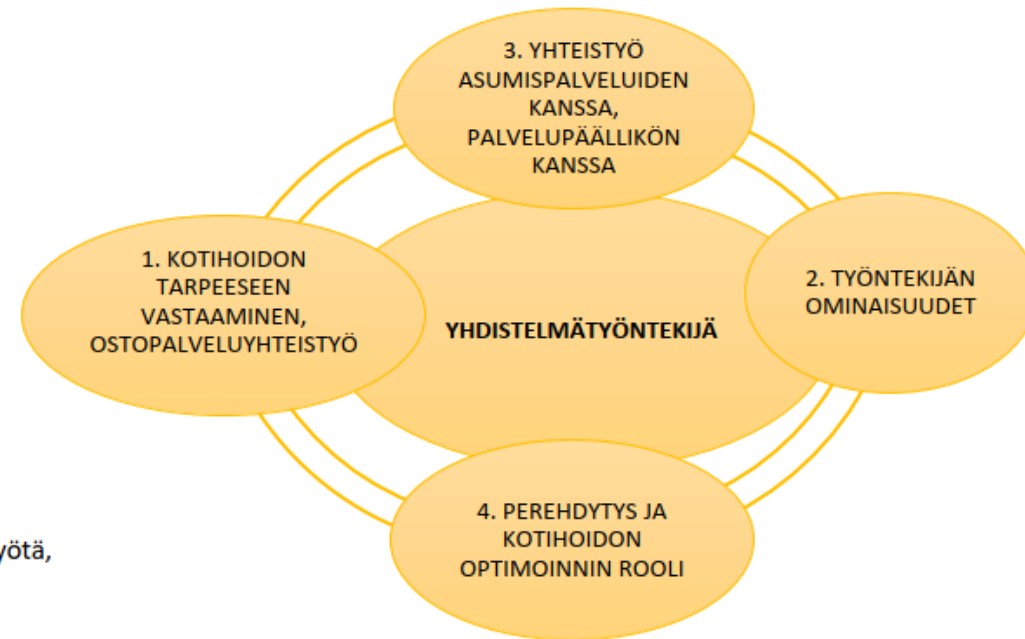 3. YHTEISTYÖ
ASUMISPALVELUIDEN
KANSSA,
PALVELUPÄÄLLIKÖN
KANSSA
1. KOTIHOIDON
TARPEESEEN
VASTAAMINEN,
OSTOPALVELUYHTEISTYÖ
YHDISTELMÄTYÖNTEKIJÄ
2. TYÖNTEKIJÄN
OMINAISUUDET
4. PEREHDYTYS JA
KOTIHOIDON
OPTIMOINNIN ROOLI
yötä,